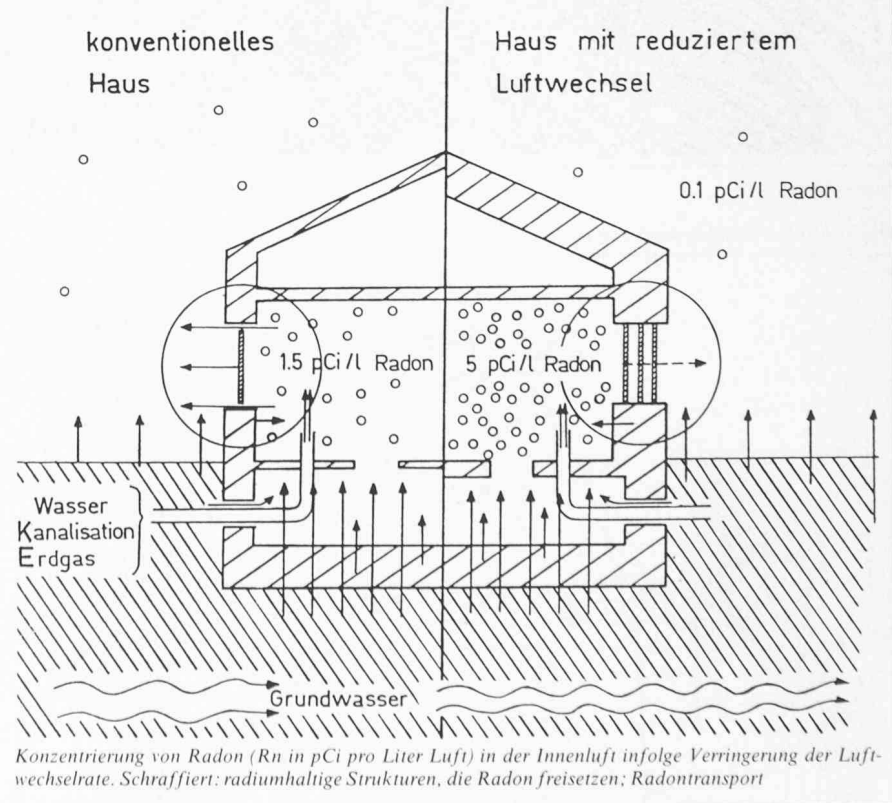 konventionelles
Haus
Haus mit reduziertem
Luftwechsel
0.1 pCi/l Radon
1.5 pCi/l Radon
5 pCi/l Radon
Wasser
Kanalisation
Erdgas
Grundwasser
Konzentrierung von Radon (Rn in pCi pro Liter Luft) in der Innenluft infolge Verringerung der Luft-
wechselrate. Schraffiert: radiumhaltige Strukturen, die Radon freisetzen; Radontransport